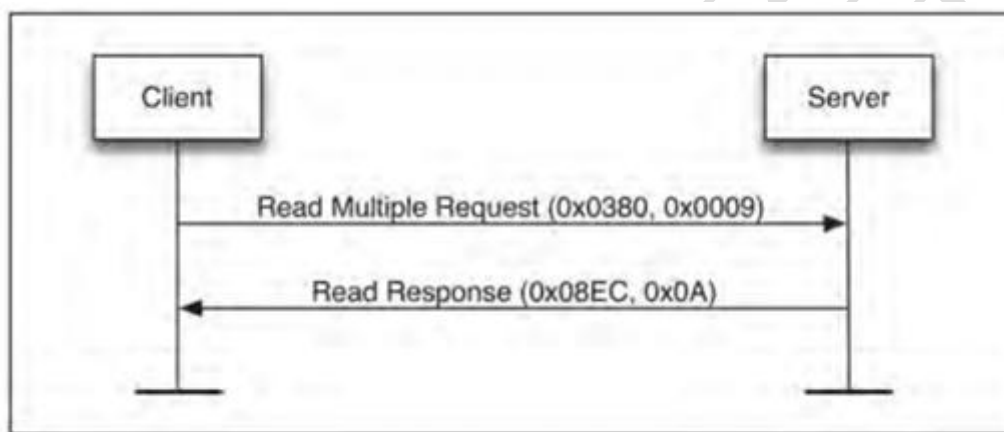 Client
Server
Read Multiple Request (0x0380, 0x0009)
Read Response (0x08EC, 0x0A)